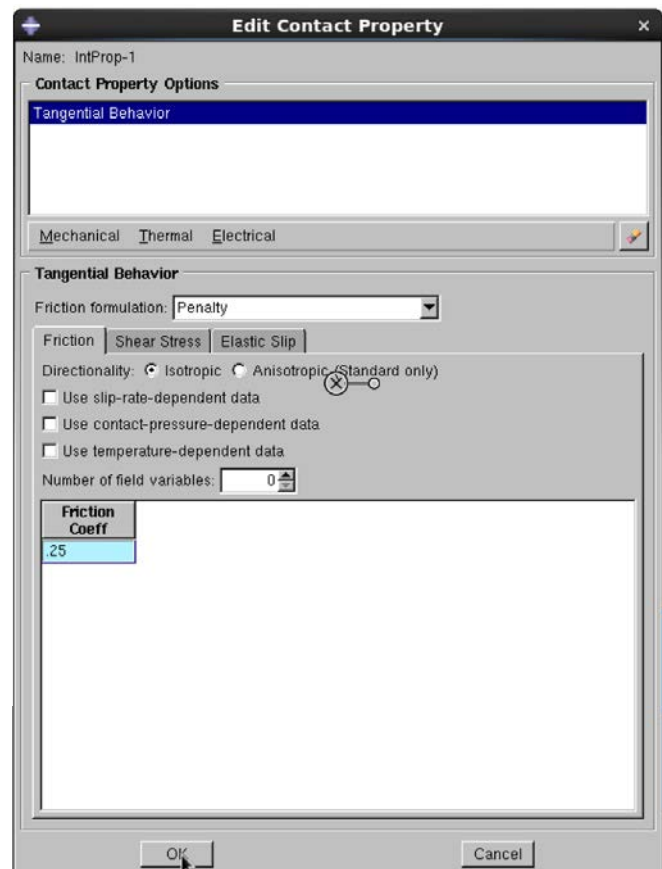 Edit Contact Property
Name: IntProp-1
Contact Property Options
Tangential Behavior
Mechanical Thermal Electrical
Tangential Behavior
Friction formulation: Penalty
Friction Shear Stress Elastic Slip
Directionality: Isotropic Anisotropic (Standard only)
Use slip-rate-dependent data
Use contact-pressure-dependent data
Use temperature-dependent data
Number of field variables: 0
Friction
Coeff
.25
OK Cancel